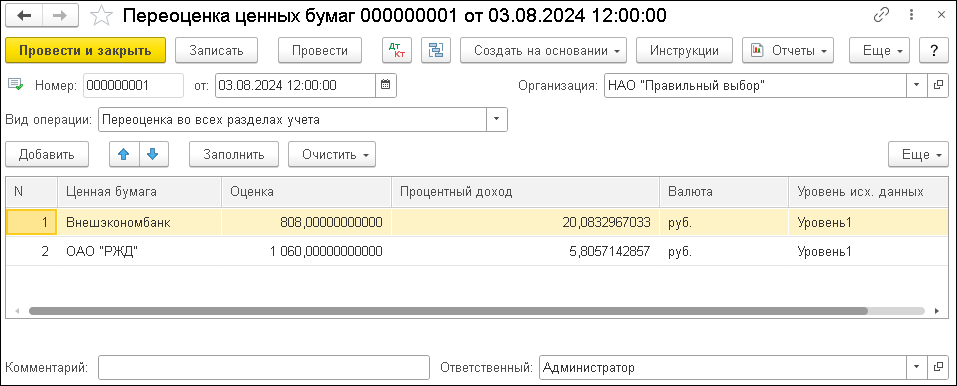 Переоценка ценных бумаг 000000001 от 03.08.2024 12:00:00
Провести и закрыть Записать Провести Дт Кт Создать на основании Инструкции Отчеты Еще ?
Номер: 000000001 от: 03.08.2024 12:00:00 Организация: НАО "Правильный выбор"
Вид операции: Переоценка во всех разделах учета
Добавить Заполнить Очистить Еще
N Ценная бумага Оценка Процентный доход Валюта Уровень исх. данных
1 Внешэкономбанк 808,00000000000 20,0832967033 руб. Уровень1
2 ОАО "РЖД" 1 060,00000000000 5,8057142857 руб. Уровень1
Комментарий: Ответственный: Администратор